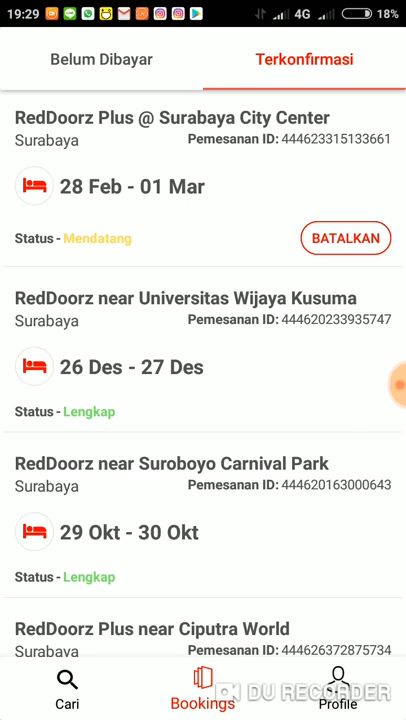 19:29 4G 18%
Belum Dibayar Terkonfirmasi
RedDoorz Plus @ Surabaya City Center
Surabaya Pemesanan ID: 444623315133661
28 Feb - 01 Mar
Status - Mendatang BATALKAN
RedDoorz near Universitas Wijaya Kusuma
Surabaya Pemesanan ID: 444620233935747
26 Des - 27 Des
Status - Lengkap
RedDoorz near Suroboyo Carnival Park
Surabaya Pemesanan ID: 444620163000643
29 Okt - 30 Okt
Status - Lengkap
RedDoorz Plus near Ciputra World
Surabaya Pemesanan ID: 444626372875734
Cari Bookings Profile
DU RECORDER